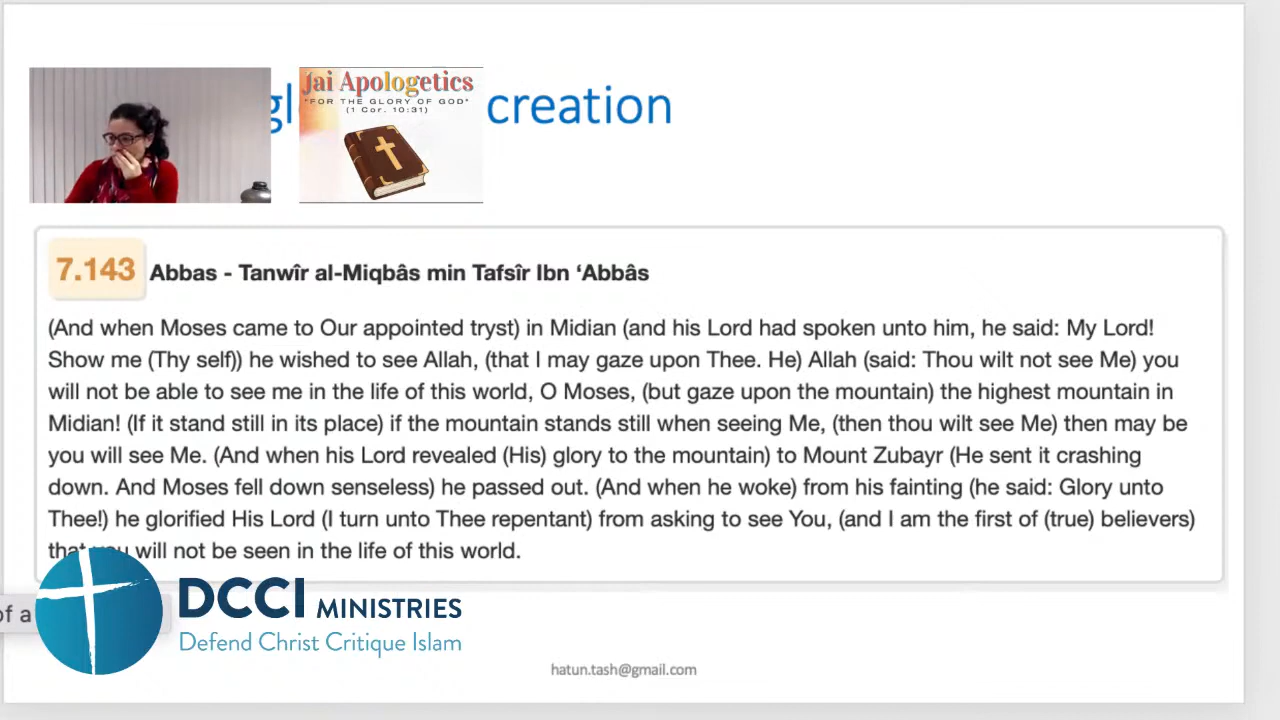 Jai Apologetics
"FOR THE GLORY OF GOD"
(1 Cor. 10:31)
creation
7.143 Abbas - Tanwîr al-Miqbâs min Tafsîr Ibn ‘Abbâs
(And when Moses came to Our appointed tryst) in Midian (and his Lord had spoken unto him, he said: My Lord!
Show me (Thy self)) he wished to see Allah, (that I may gaze upon Thee. He) Allah (said: Thou wilt not see Me) you
will not be able to see me in the life of this world, O Moses, (but gaze upon the mountain) the highest mountain in
Midian! (If it stand still in its place) if the mountain stands still when seeing Me, (then thou wilt see Me) then may be
you will see Me. (And when his Lord revealed (His) glory to the mountain) to Mount Zubayr (He sent it crashing
down. And Moses fell down senseless) he passed out. (And when he woke) from his fainting (he said: Glory unto
Thee!) he glorified His Lord (I turn unto Thee repentant) from asking to see You, (and I am the first of (true) believers)
that you will not be seen in the life of this world.
of a
DCCI MINISTRIES
Defend Christ Critique Islam
hatun.tash@gmail.com